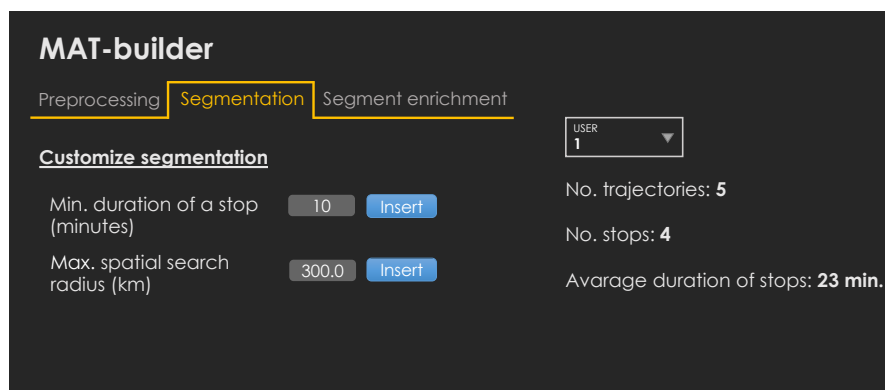 MAT-builder
Preprocessing Segmentation Segment enrichment
Customize segmentation
Min. duration of a stop
(minutes)
10 Insert
Max. spatial search
radius (km)
300.0 Insert
USER
1
No. trajectories: 5
No. stops: 4
Avarage duration of stops: 23 min.